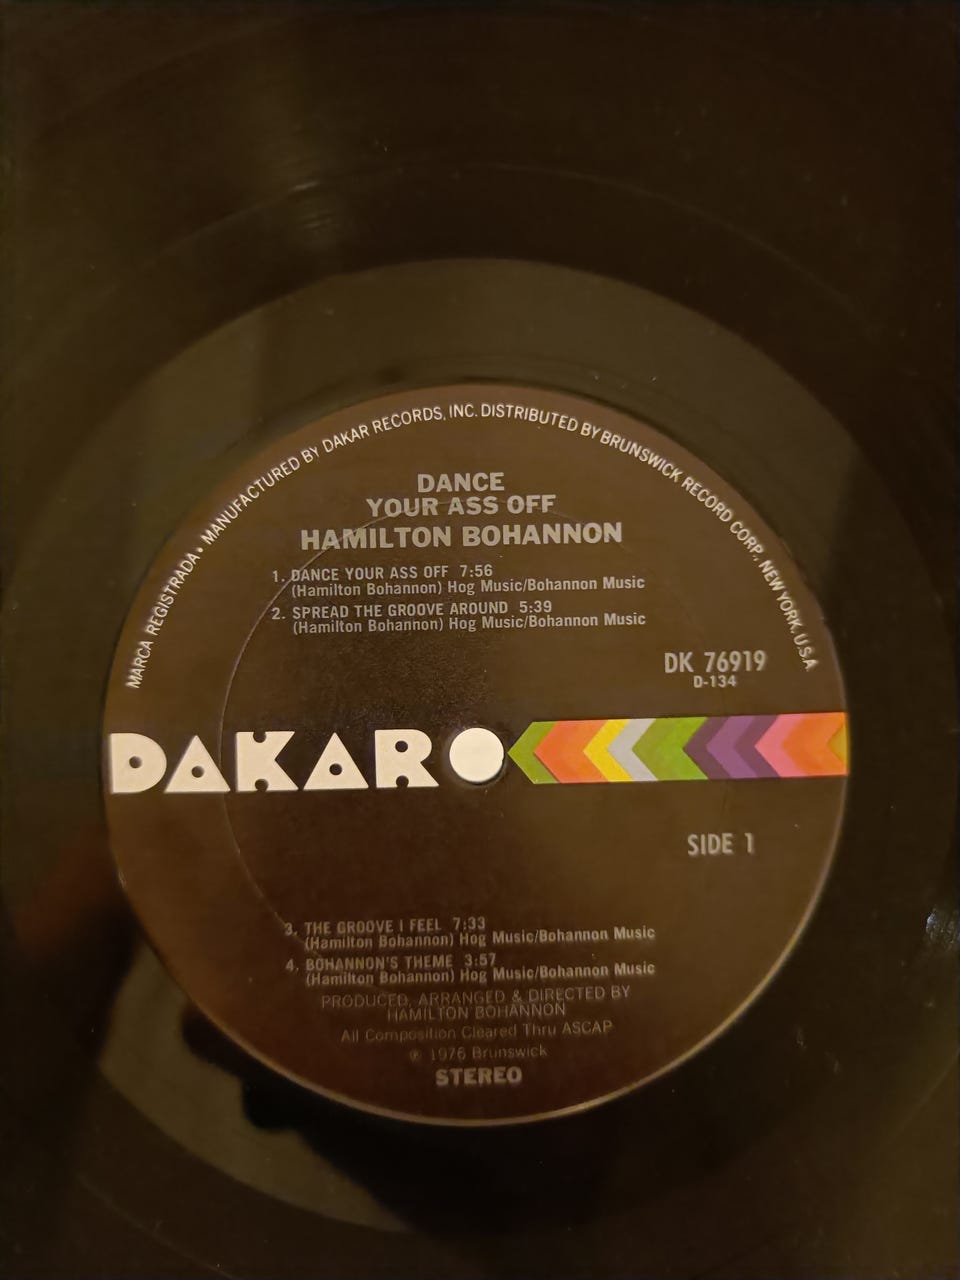 MARCA REGISTRADA • MANUFACTURED BY DAKAR RECORDS, INC. DISTRIBUTED BY BRUNSWICK RECORD CORP., NEW YORK, U.S.A.
DANCE
YOUR ASS OFF
HAMILTON BOHANNON
1. DANCE YOUR ASS OFF 7:56
(Hamilton Bohannon) Hog Music/Bohannon Music
2. SPREAD THE GROOVE AROUND 5:39
(Hamilton Bohannon) Hog Music/Bohannon Music
DK 76919
D-134
DAKAR
SIDE 1
3. THE GROOVE I FEEL 7:33
(Hamilton Bohannon) Hog Music/Bohannon Music
4. BOHANNON'S THEME 3:57
(Hamilton Bohannon) Hog Music/Bohannon Music
PRODUCED, ARRANGED & DIRECTED BY
HAMILTON BOHANNON
All Composition Cleared Thru ASCAP
℗ 1976 Brunswick
STEREO